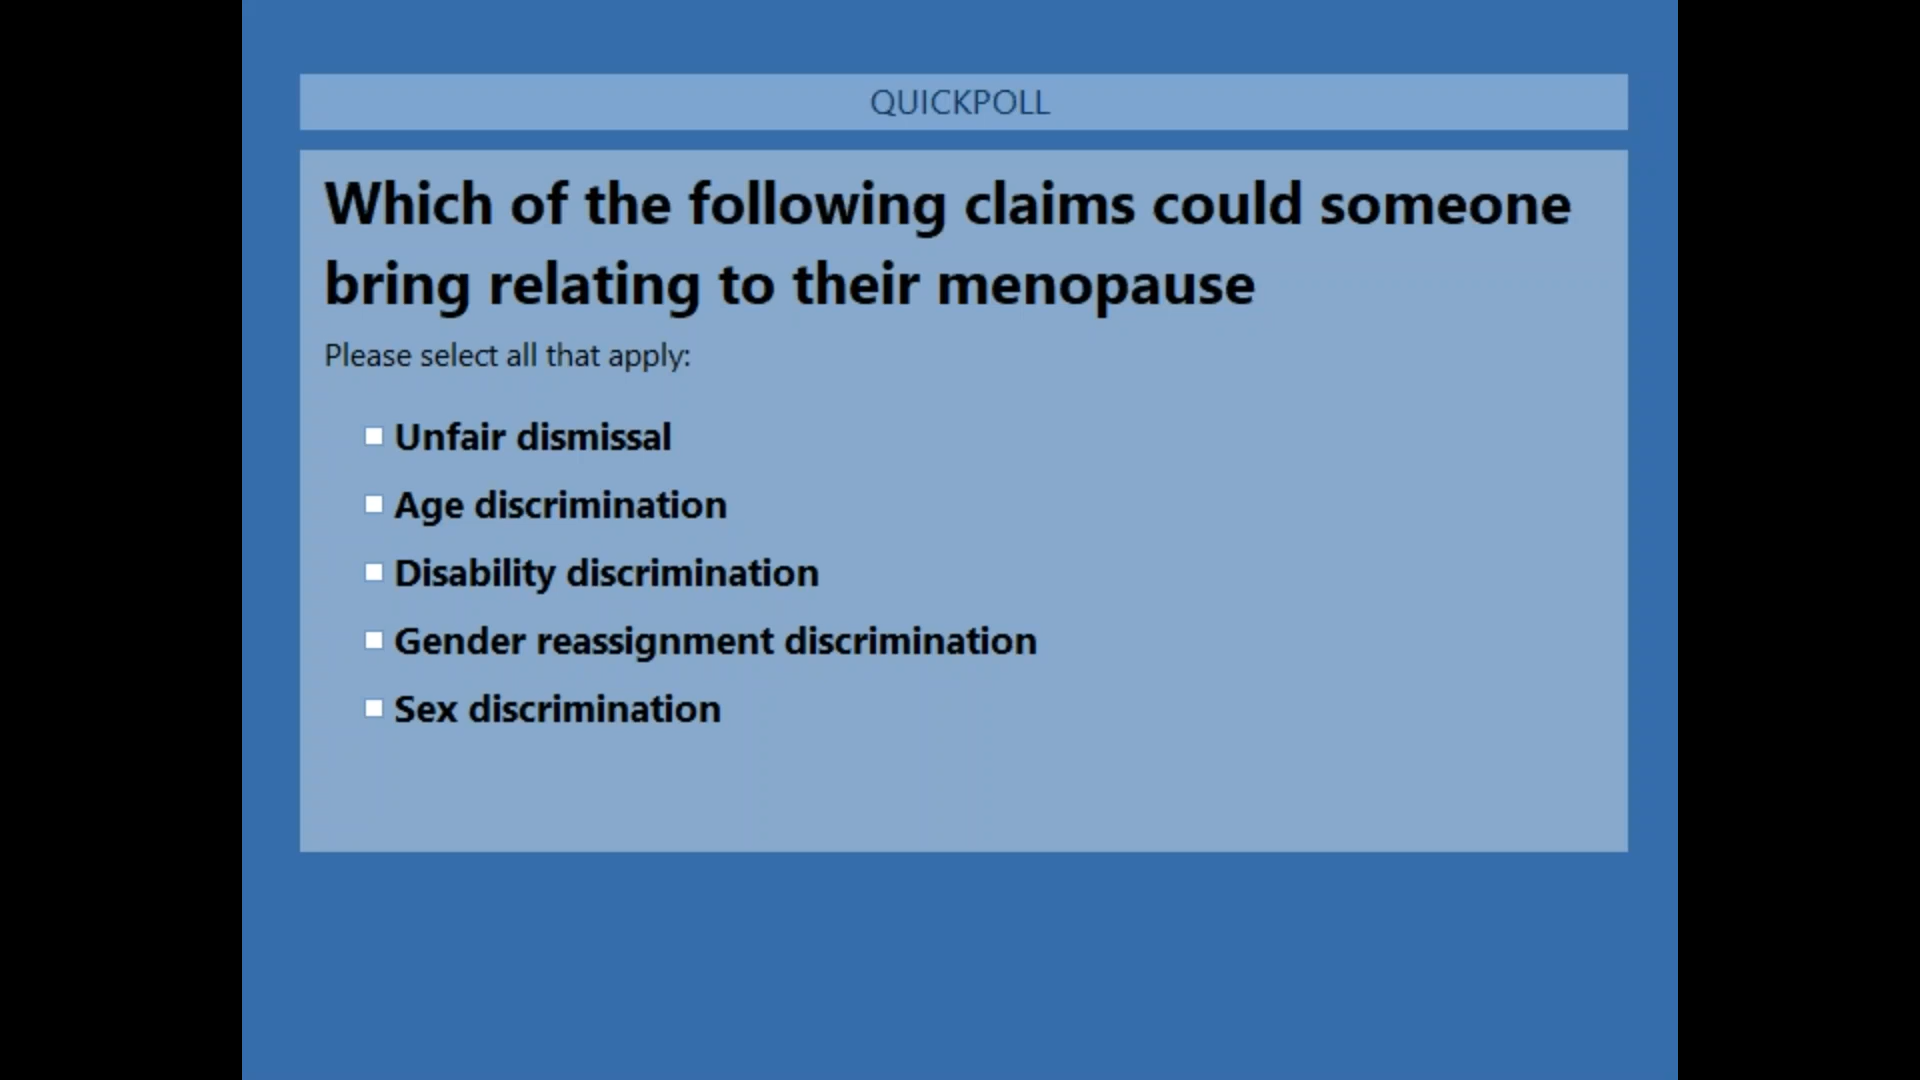 QUICKPOLL
Which of the following claims could someone
bring relating to their menopause
Please select all that apply:
Unfair dismissal
Age discrimination
Disability discrimination
Gender reassignment discrimination
Sex discrimination